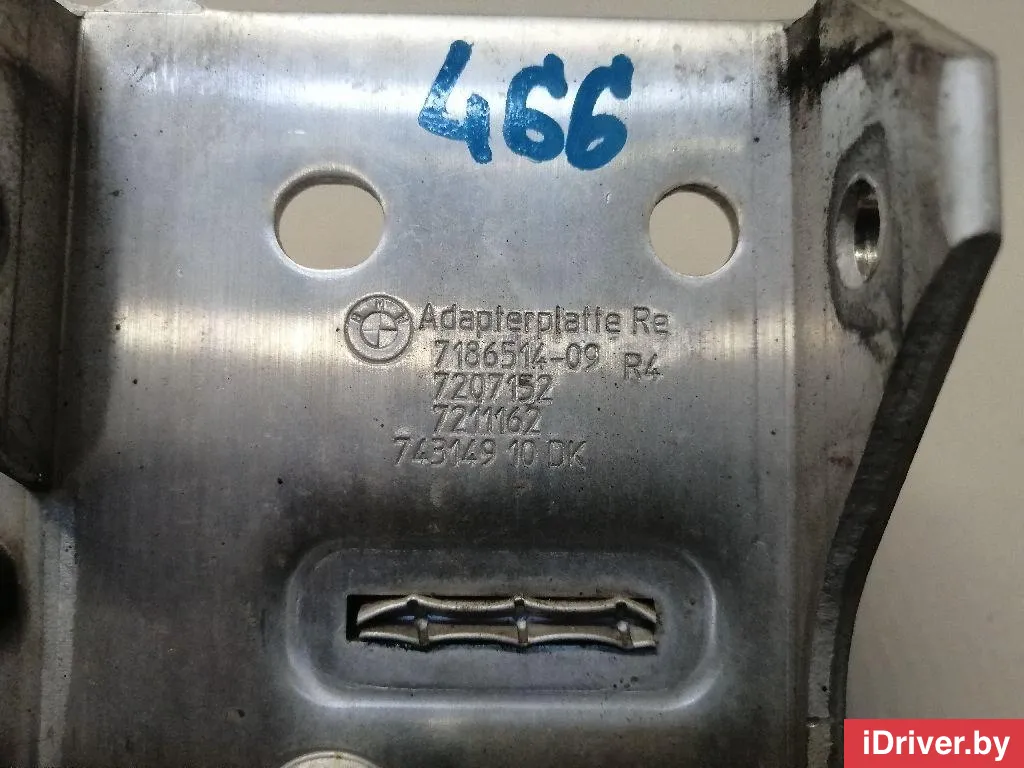 466
BMW
Adapterplatte Re
7186514-09 R4
7207152
7211162
743149 10 DK
iDriver.by